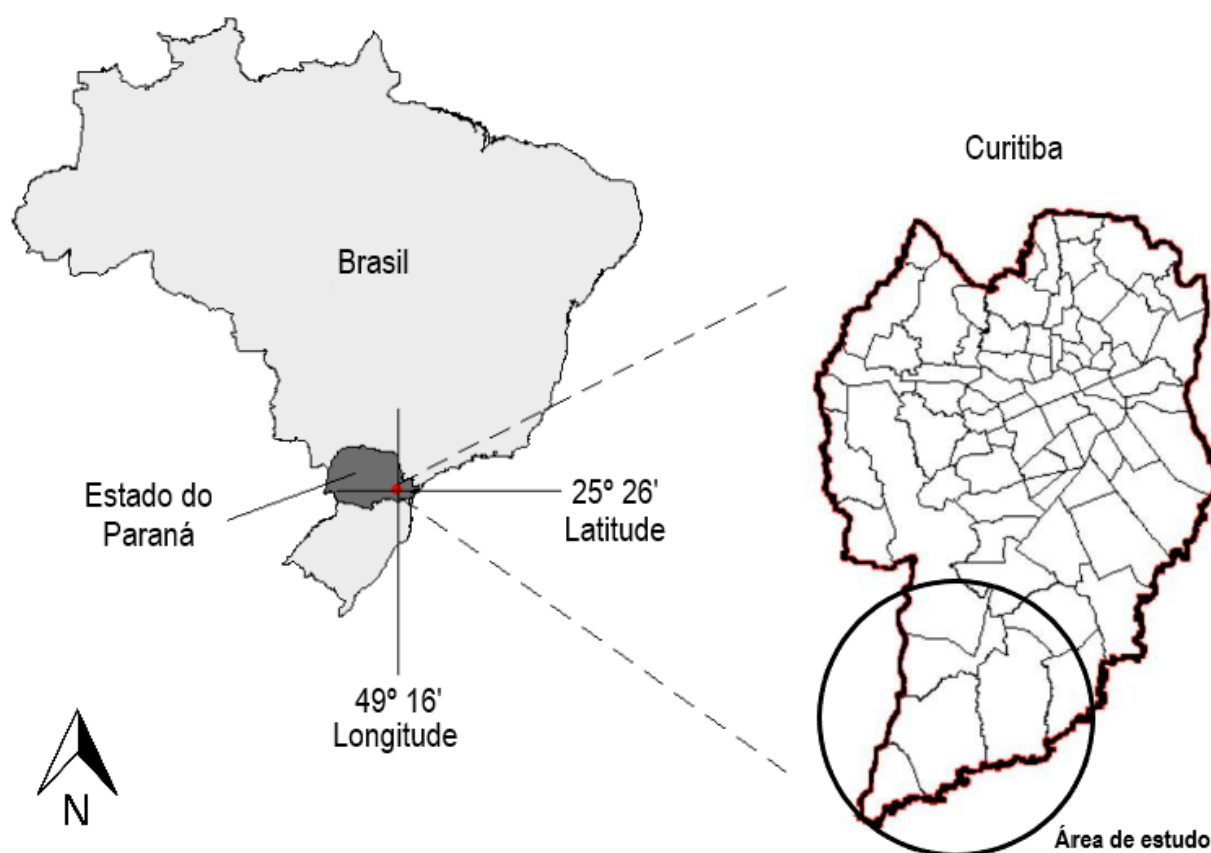 Curitiba
Brasil
Estado do
Paraná
25º 26'
Latitude
49º 16'
Longitude
N
Área de estudo